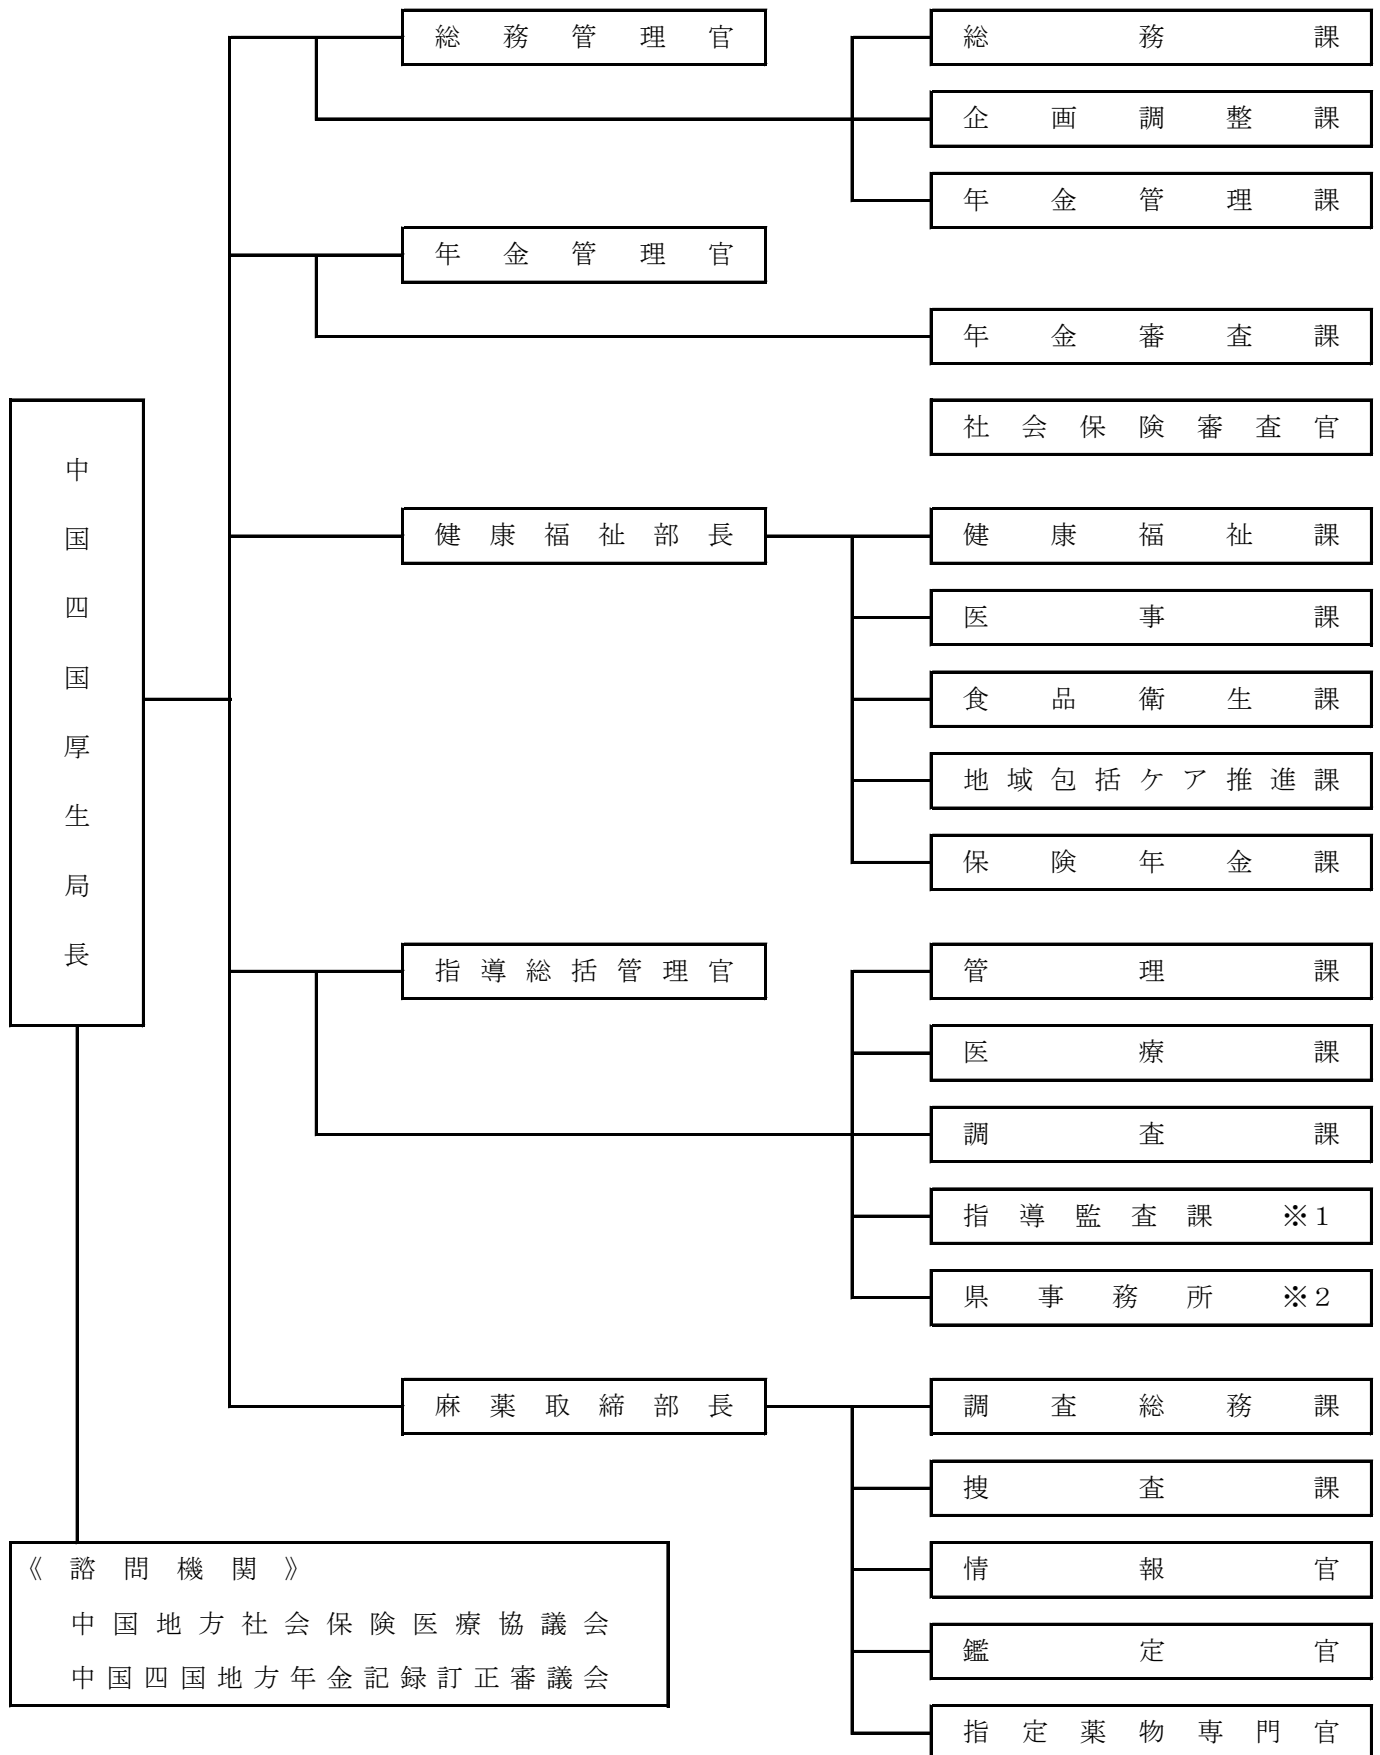 総務管理官
総務課
企画調整課
年金管理課
年金管理官
年金審査課
社会保険審査官
中国四国厚生局長
健康福祉部長
健康福祉課
医事課
食品衛生課
地域包括ケア推進課
保険年金課
指導総括管理官
管理課
医療課
調査課
指導監査課 ※1
県事務所 ※2
麻薬取締部長
調査総務課
捜査課
情報官
鑑定官
指定薬物専門官
《諮問機関》
中国地方社会保険医療協議会
中国四国地方年金記録訂正審議会